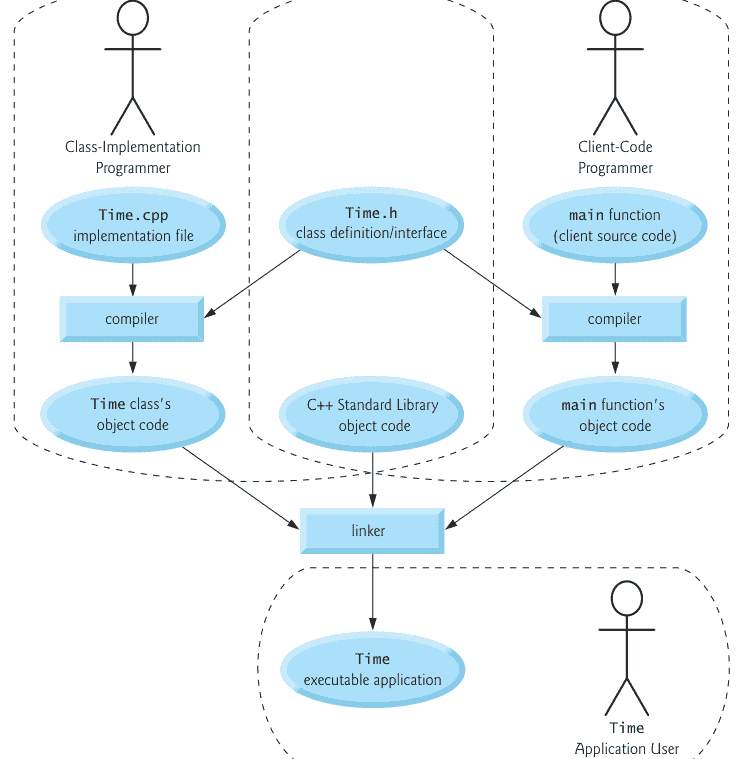 Class-Implementation
Programmer
Client-Code
Programmer
Time.cpp
implementation file
Time.h
class definition/interface
main function
(client source code)
compiler
compiler
Time class's
object code
C++ Standard Library
object code
main function's
object code
linker
Time
executable application
Time
Application User